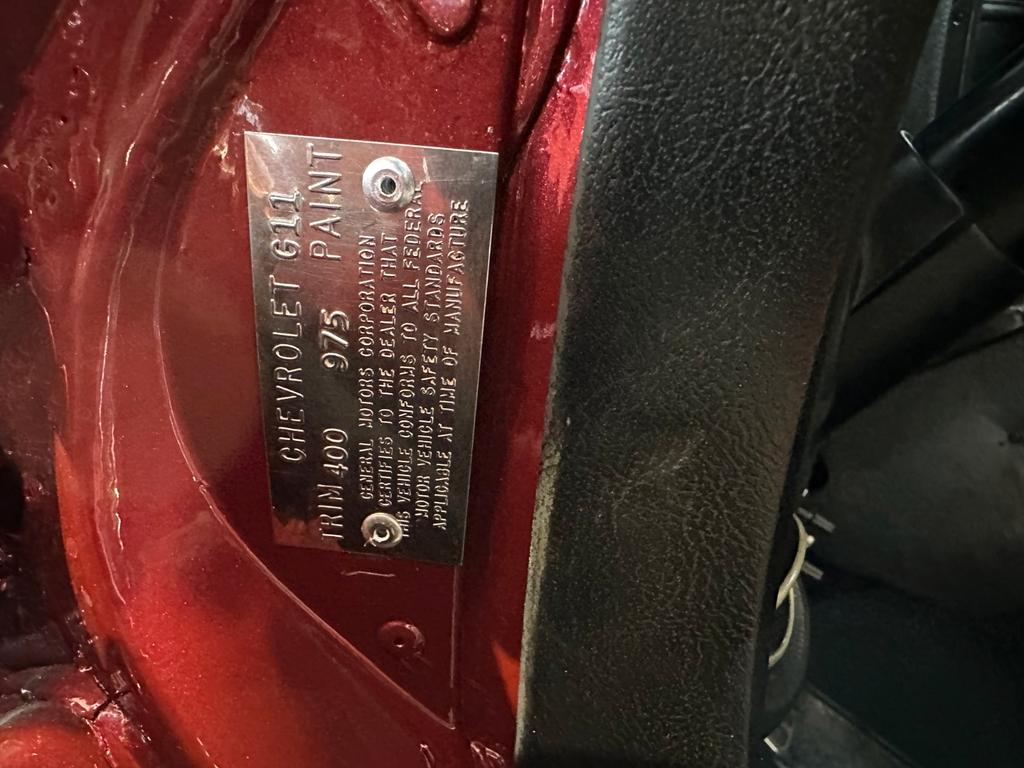 CHEVROLET G11
TRIM 400 975 PAINT
GENERAL MOTORS CORPORATION
CERTIFIES TO THE DEALER THAT
THIS VEHICLE CONFORMS TO ALL FEDERAL
MOTOR VEHICLE SAFETY STANDARDS
APPLICABLE AT TIME OF MANUFACTURE